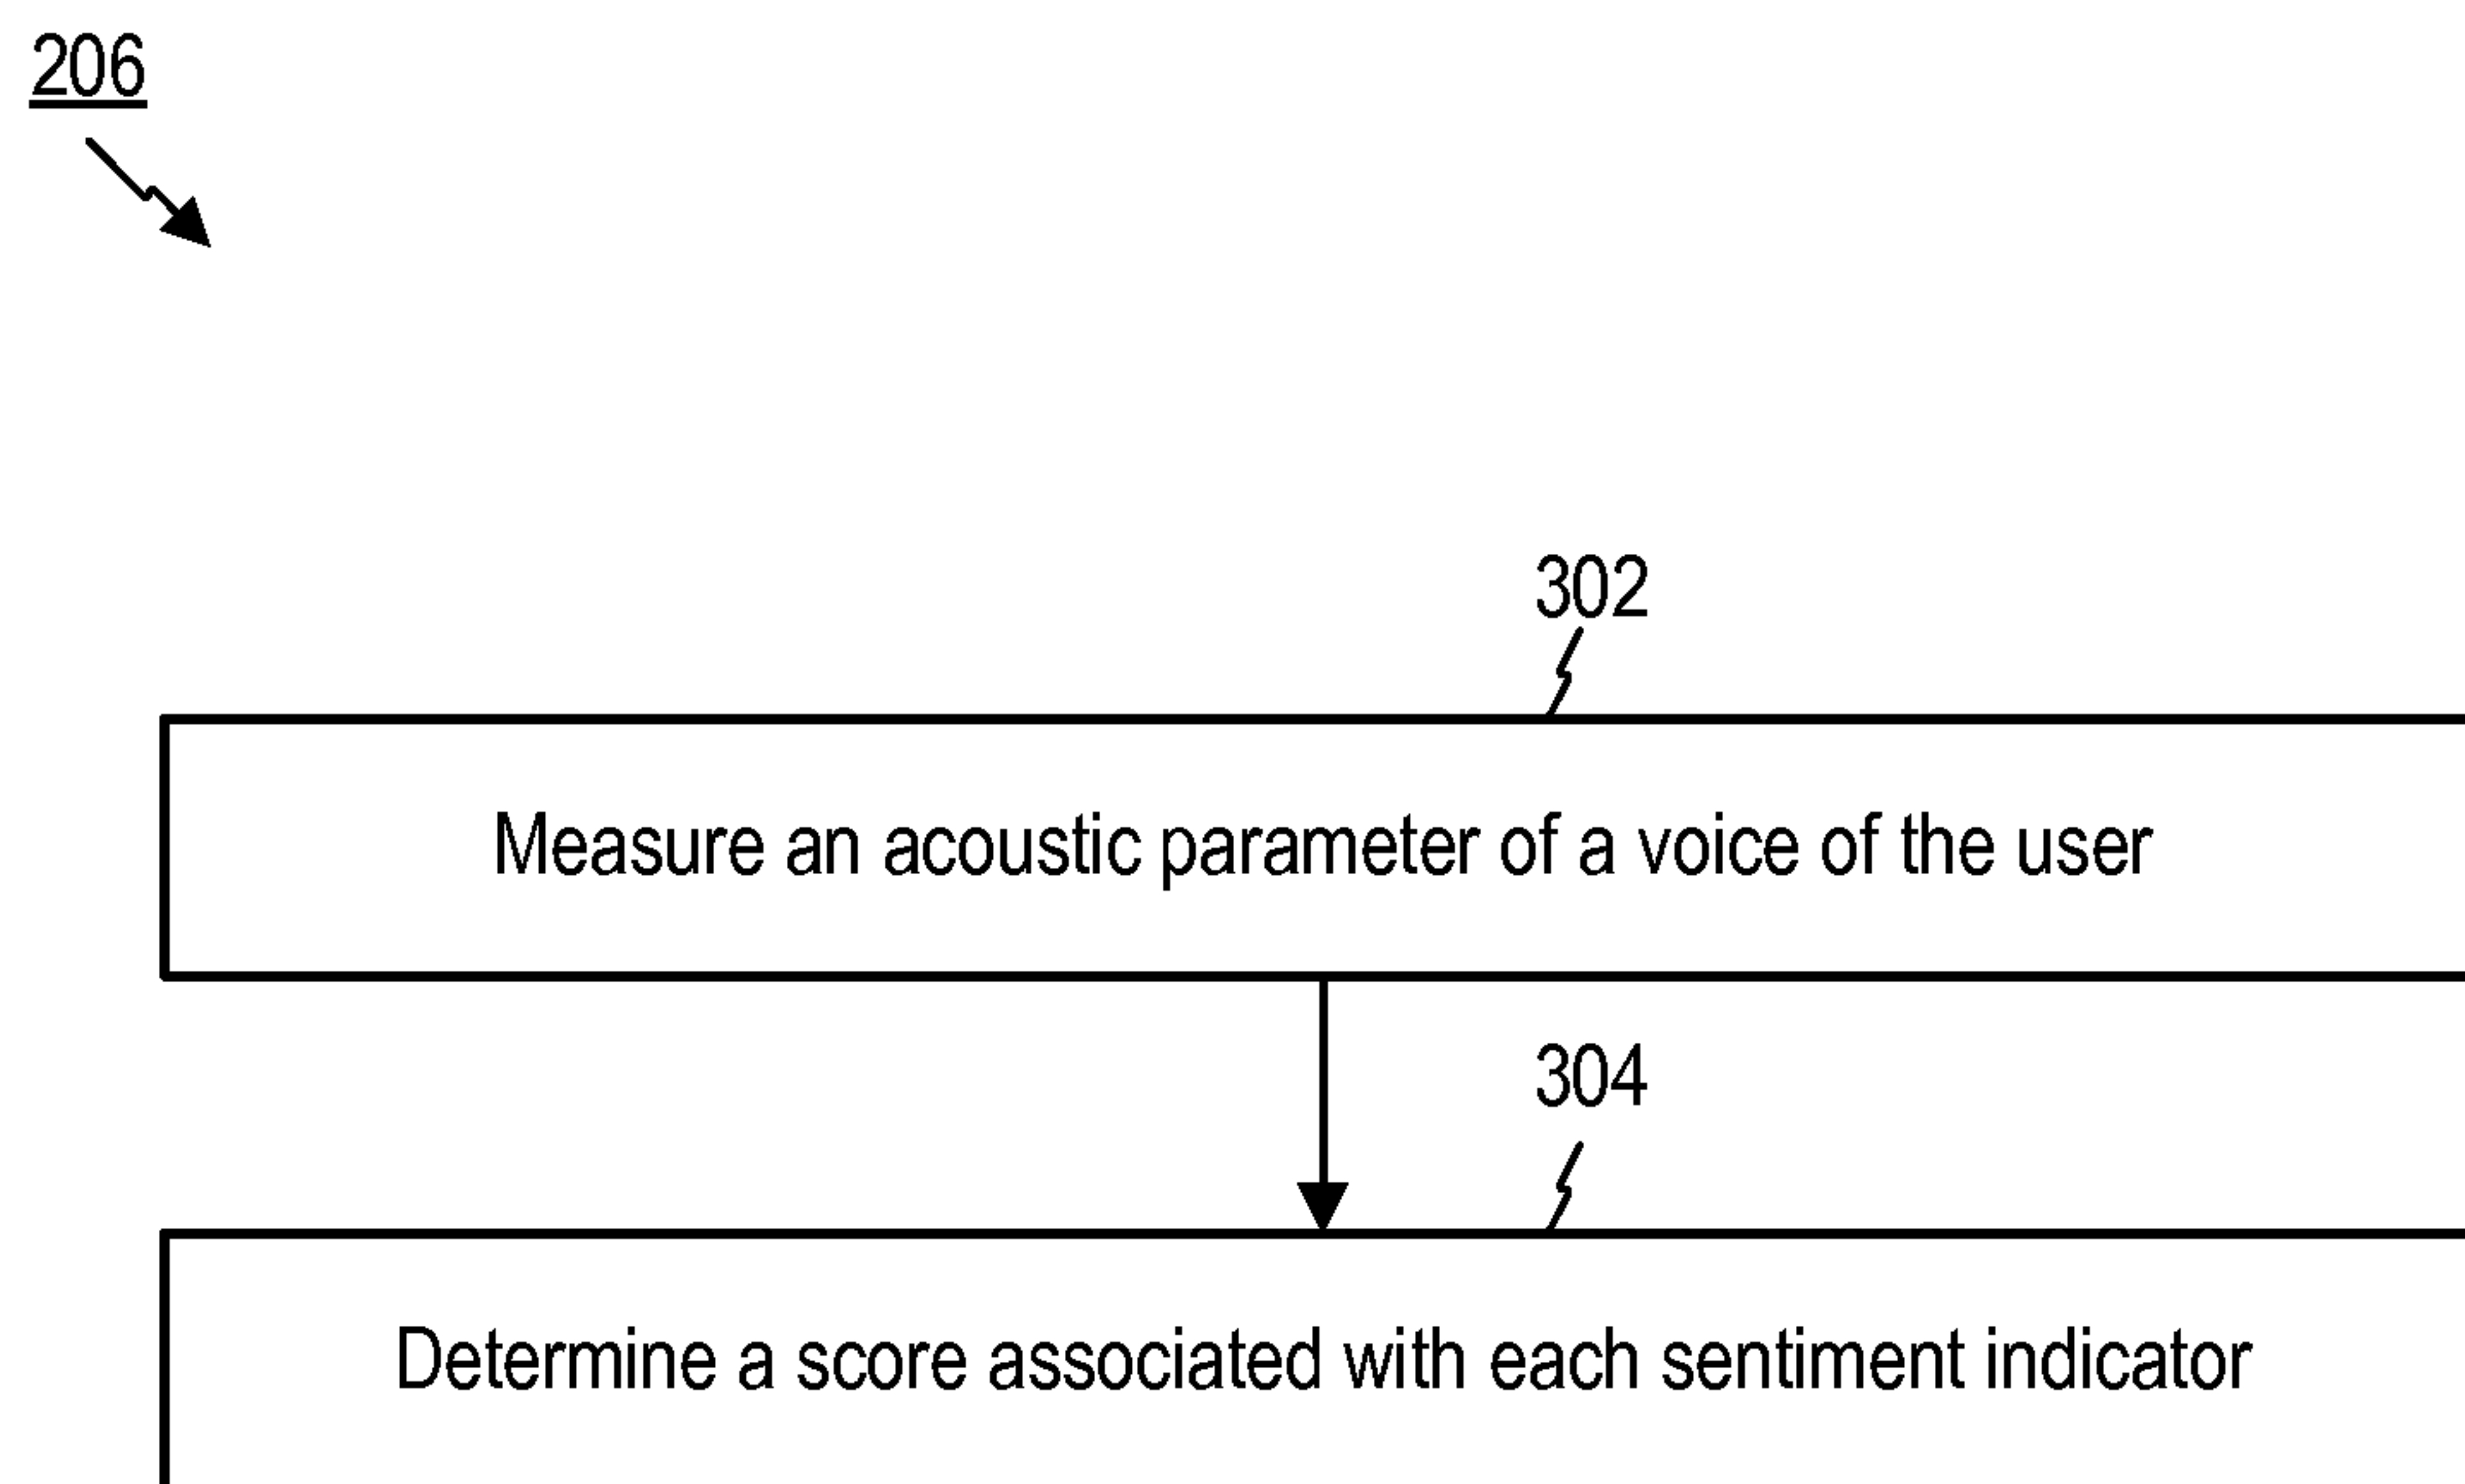 206
302
Measure an acoustic parameter of a voice of the user
304
Determine a score associated with each sentiment indicator